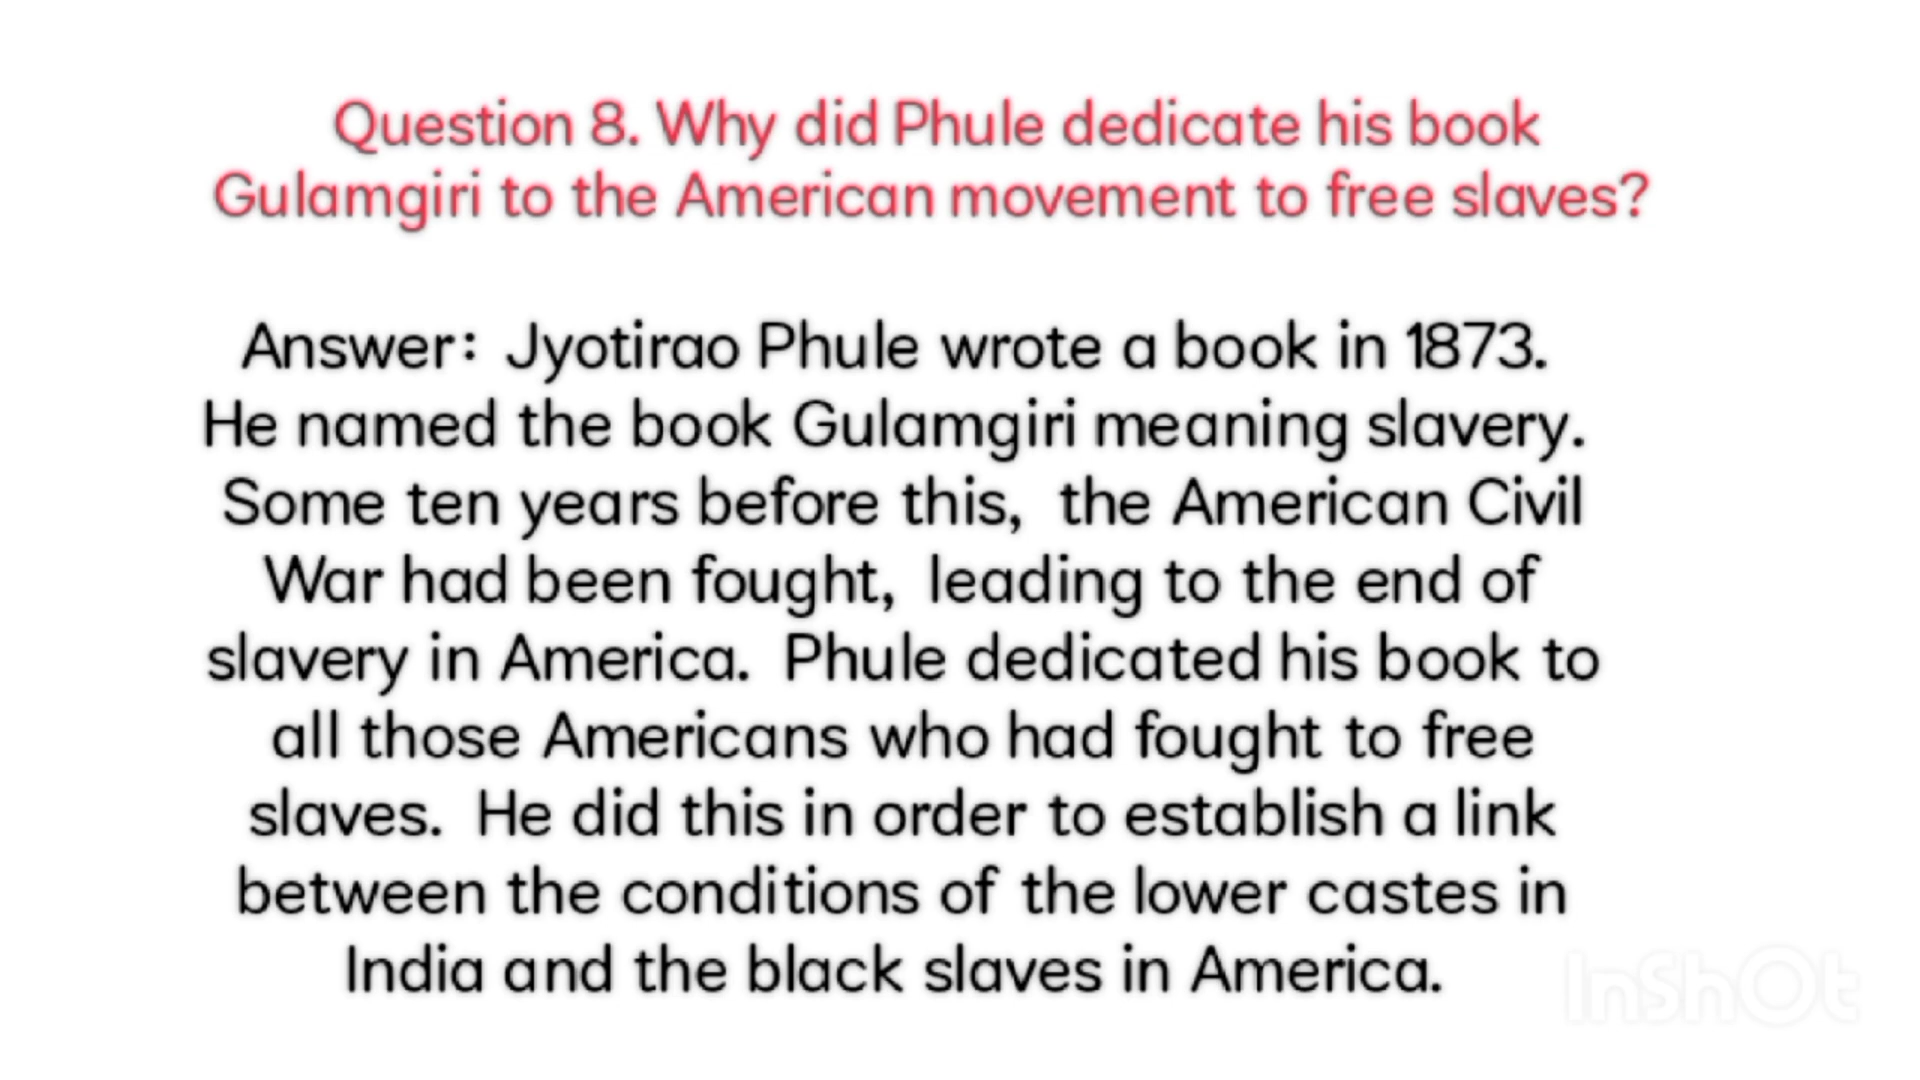 Question 8. Why did Phule dedicate his book
Gulamgiri to the American movement to free slaves?
Answer: Jyotirao Phule wrote a book in 1873.
He named the book Gulamgiri meaning slavery.
Some ten years before this, the American Civil
War had been fought, leading to the end of
slavery in America. Phule dedicated his book to
all those Americans who had fought to free
slaves. He did this in order to establish a link
between the conditions of the lower castes in
India and the black slaves in America.
InShOt